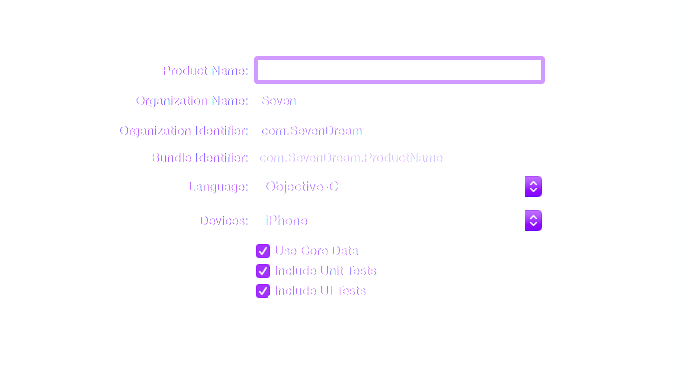 Product Name:
Organization Name: Seven
Organization Identifier: com.SevenDream
Bundle Identifier: com.SevenDream.ProductName
Language: Objective-C
Devices: iPhone
Use Core Data
Include Unit Tests
Include UI Tests